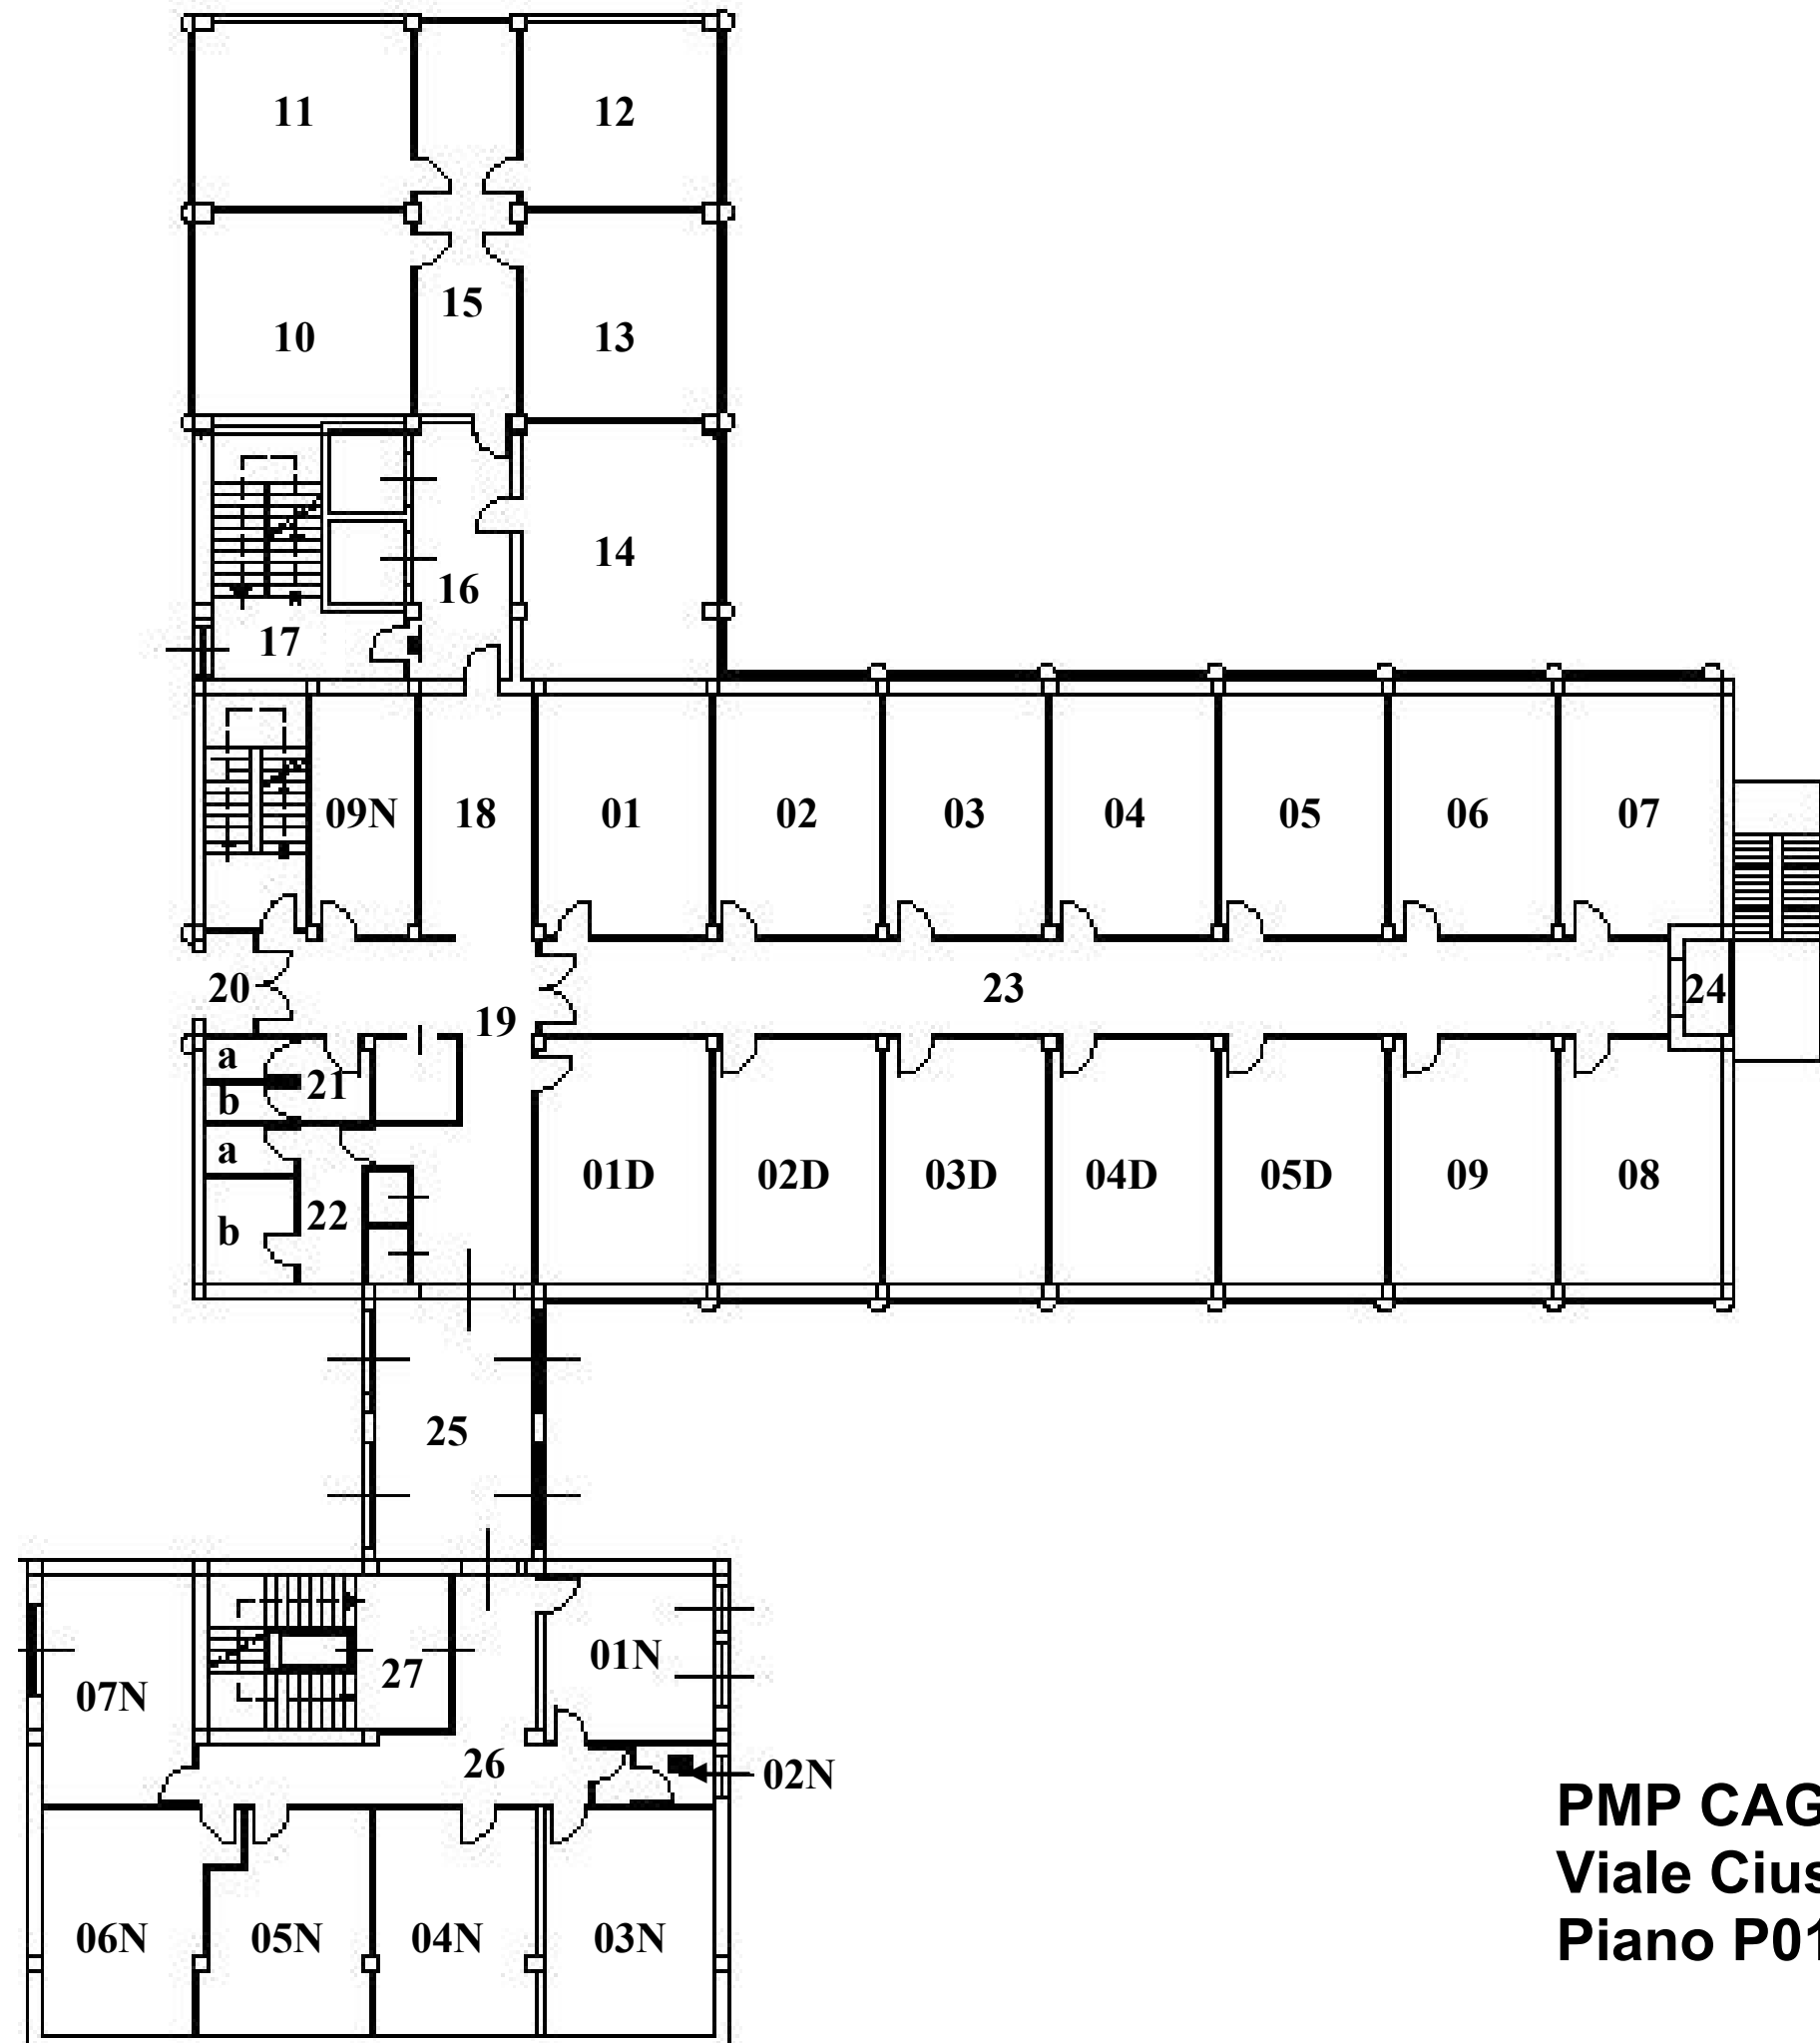 11 12
15
10 13
14
16
17
09N 18 01 02 03 04 05 06 07
20 23 24
19
a
21
b
a
01D 02D 03D 04D 05D 09 08
22
b
25
01N
27
07N
26
02N
06N 05N 04N 03N
PMP CAG
Viale Cius
Piano P01